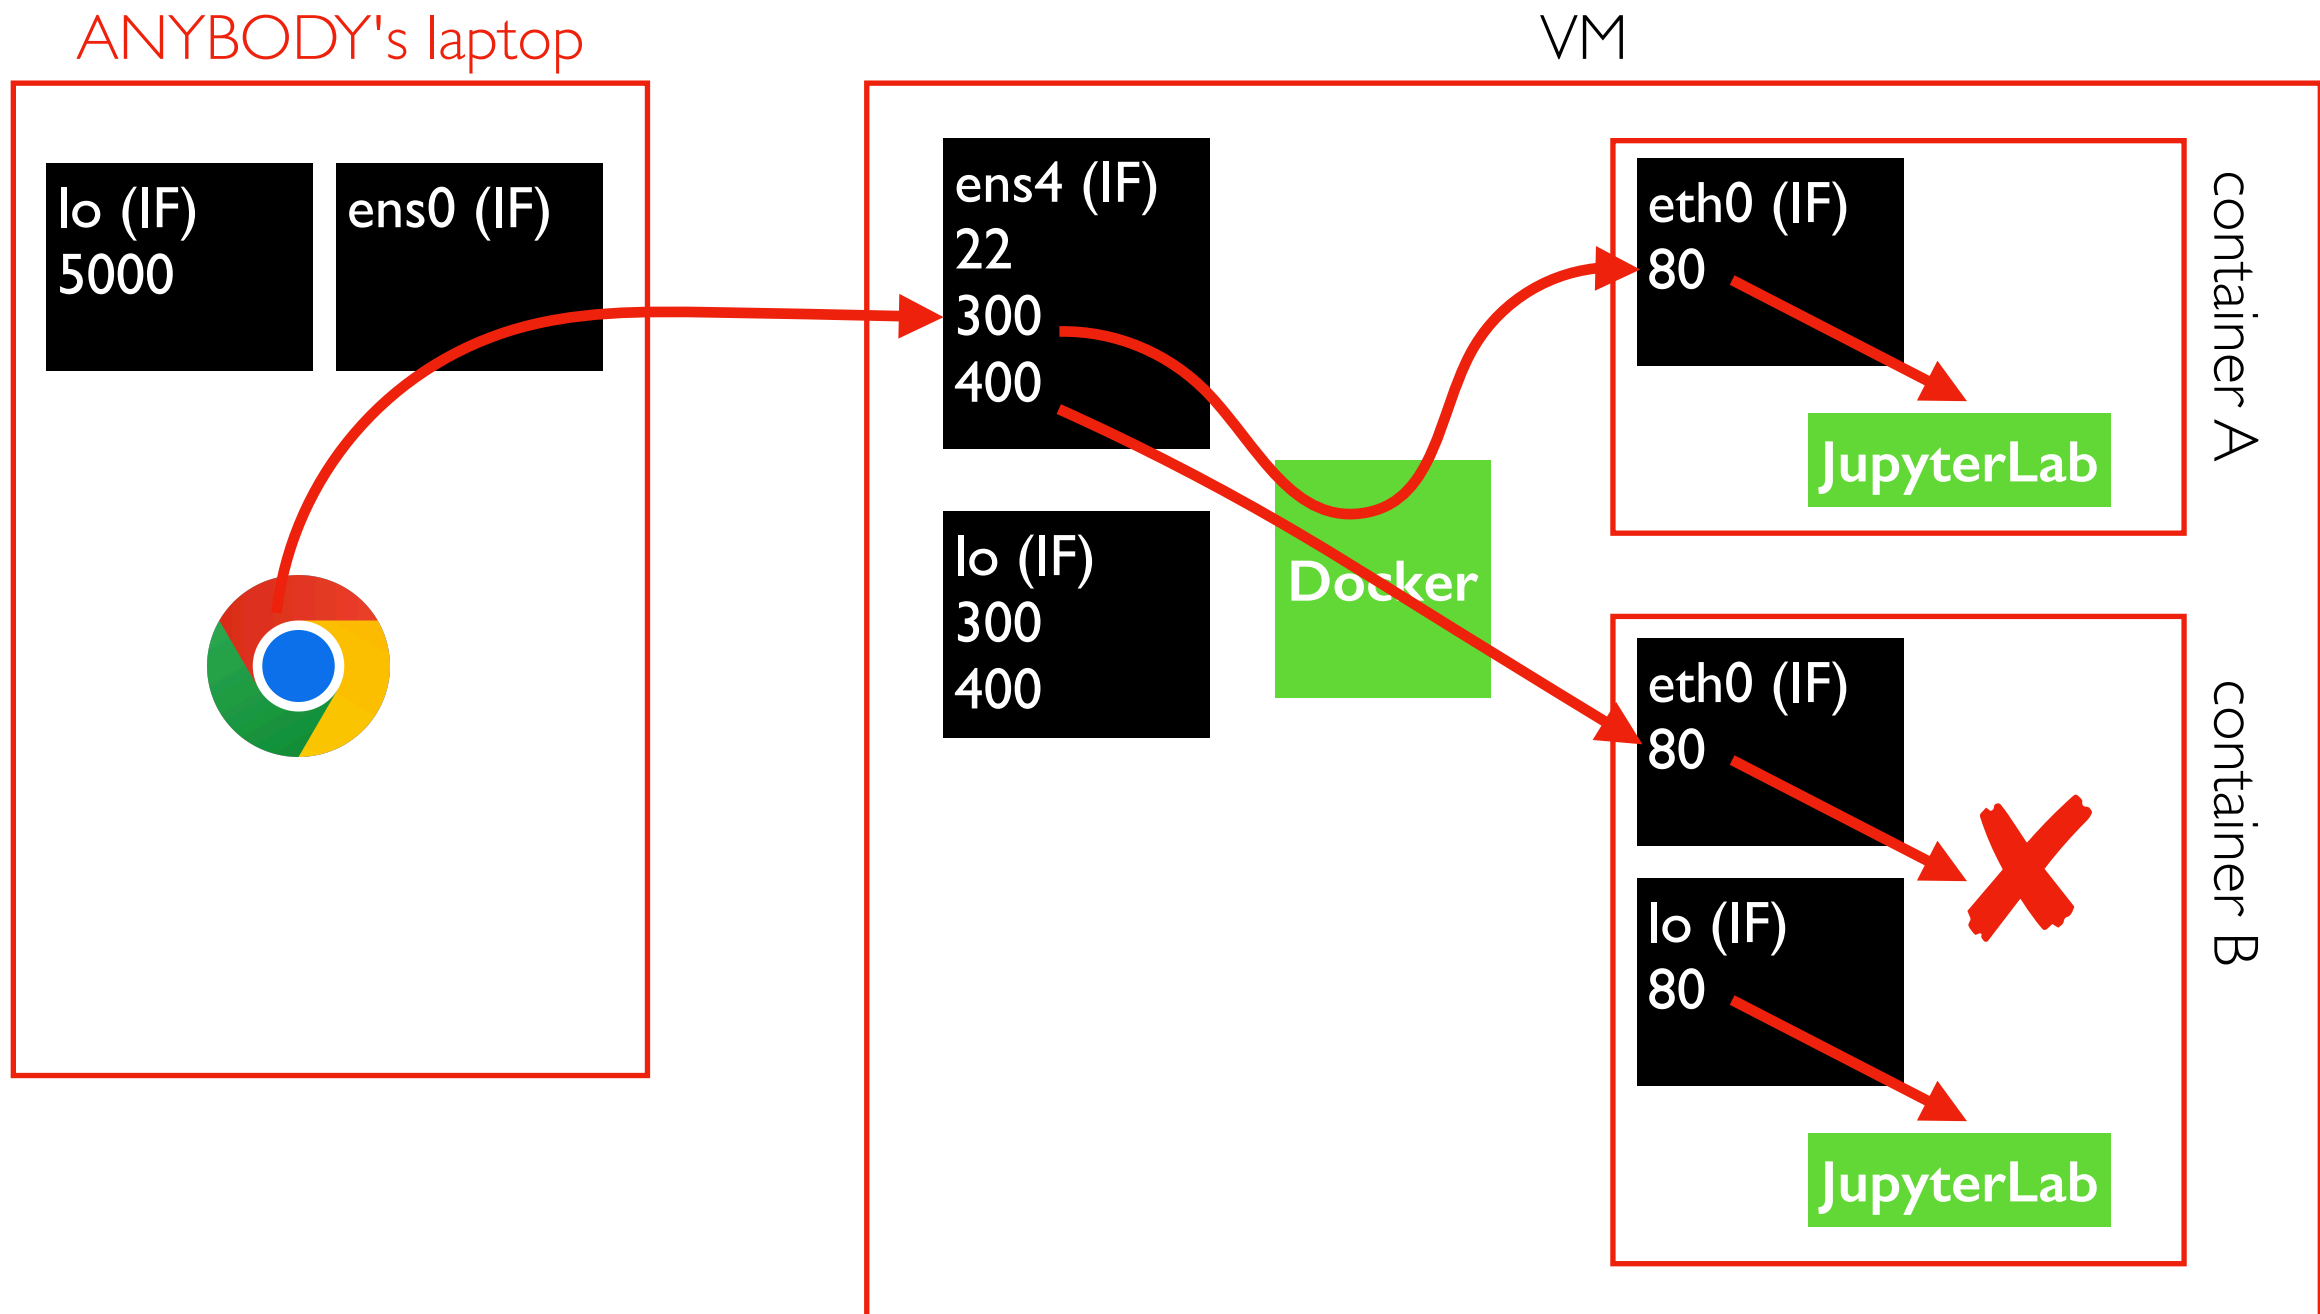 ANYBODY's laptop
lo (IF)
5000
ens0 (IF)
VM
ens4 (IF)
22
300
400
lo (IF)
300
400
Docker
container A
eth0 (IF)
80
JupyterLab
container B
eth0 (IF)
80
lo (IF)
80
JupyterLab